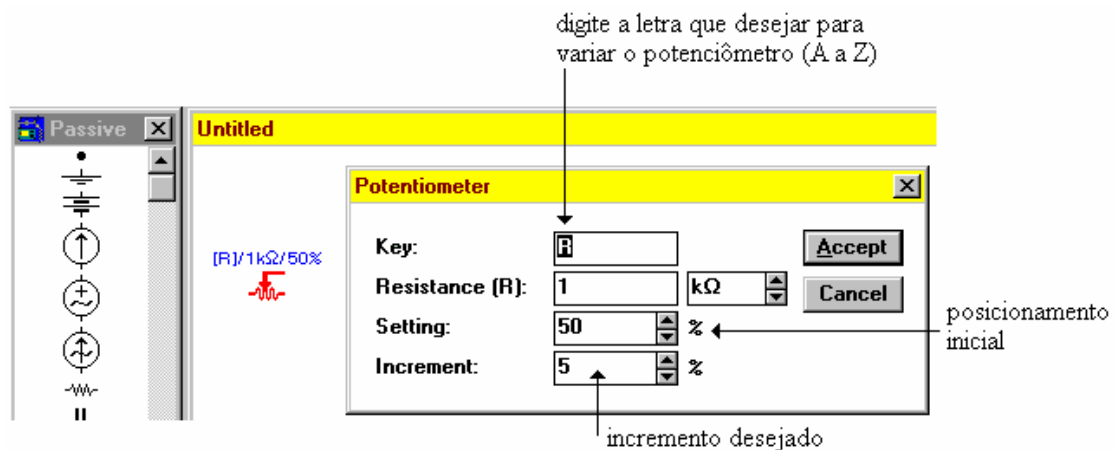 digite a letra que desejar para
variar o potenciômetro (A a Z)
Passive
Untitled
Potentiometer
[R]/1kΩ/50%
Key: R
Accept
Resistance (R): 1 kΩ
Cancel
Setting: 50 %
posicionamento
inicial
Increment: 5 %
incremento desejado